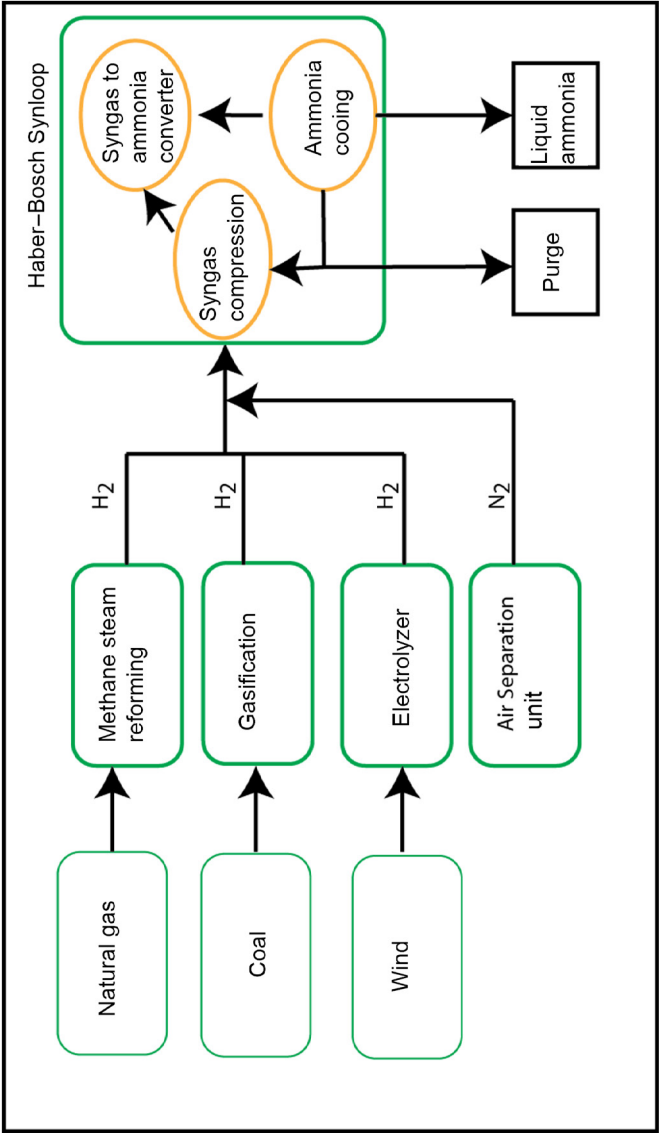 Natural gas
Methane steam
reforming
H2
Coal
Gasification
H2
Wind
Electrolyzer
H2
Air Separation
unit
N2
Haber–Bosch Synloop
Syngas to
ammonia
converter
Syngas
compression
Ammonia
cooing
Liquid
ammonia
Purge